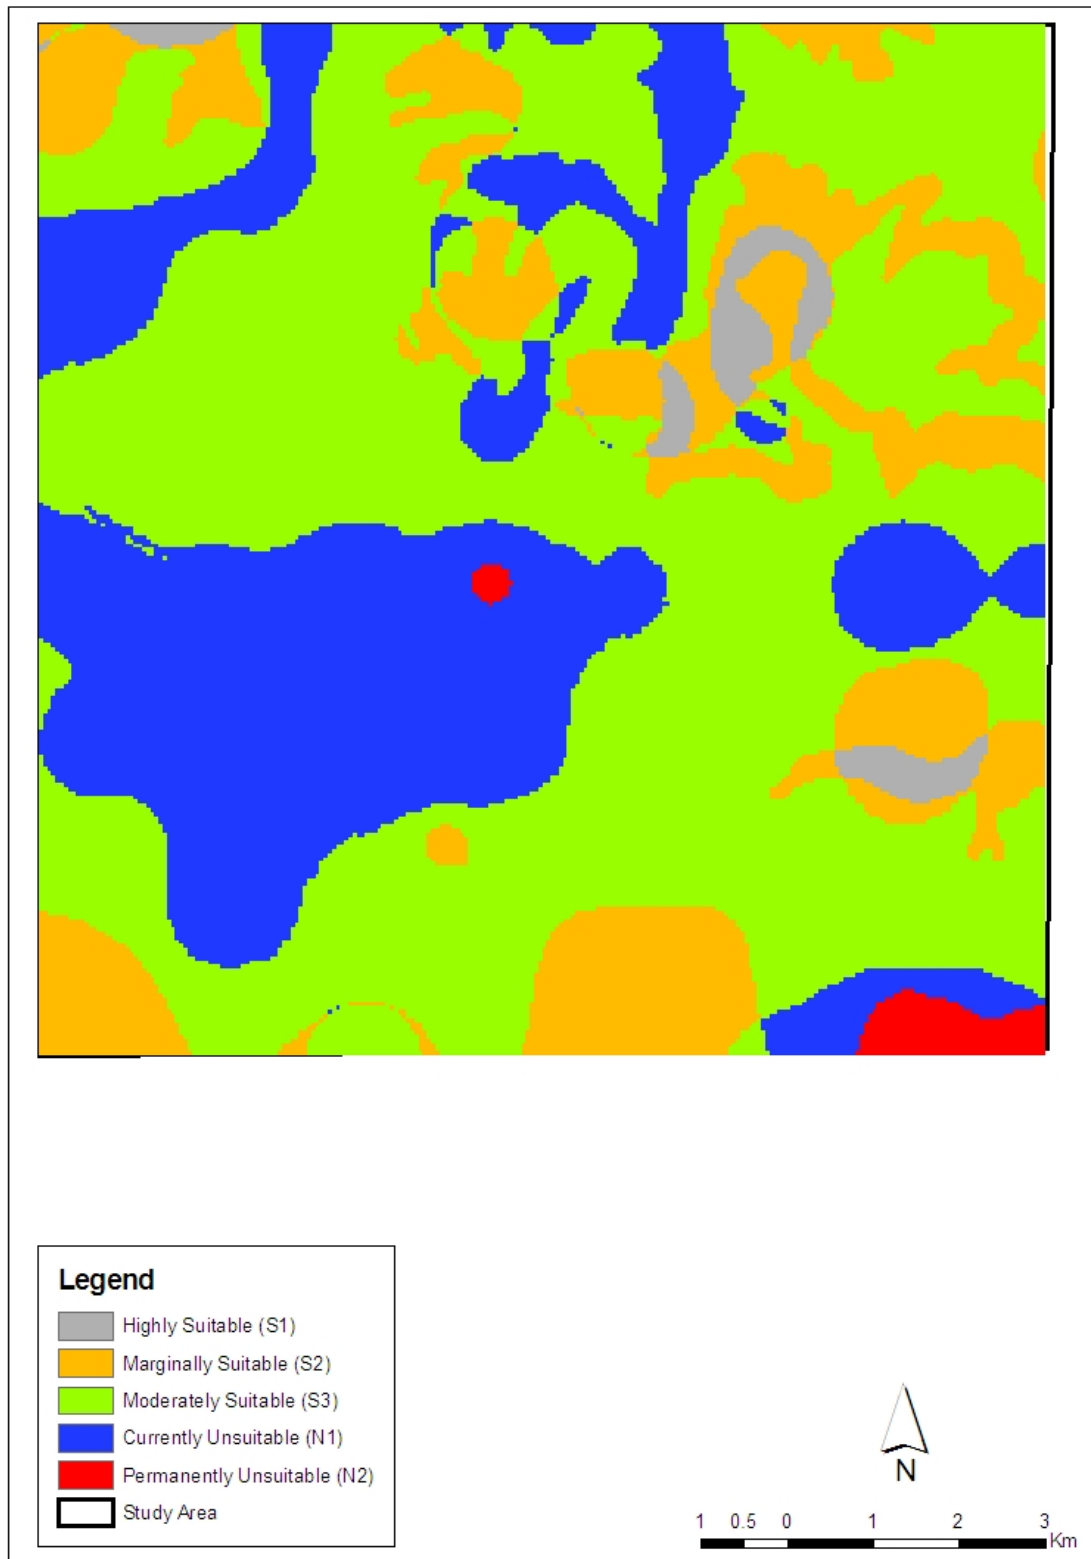 Legend
Highly Suitable (S1)
Marginally Suitable (S2)
Moderately Suitable (S3)
Currently Unsuitable (N1)
Permanently Unsuitable (N2)
Study Area
N
1 0.5 0 1 2 3
Km